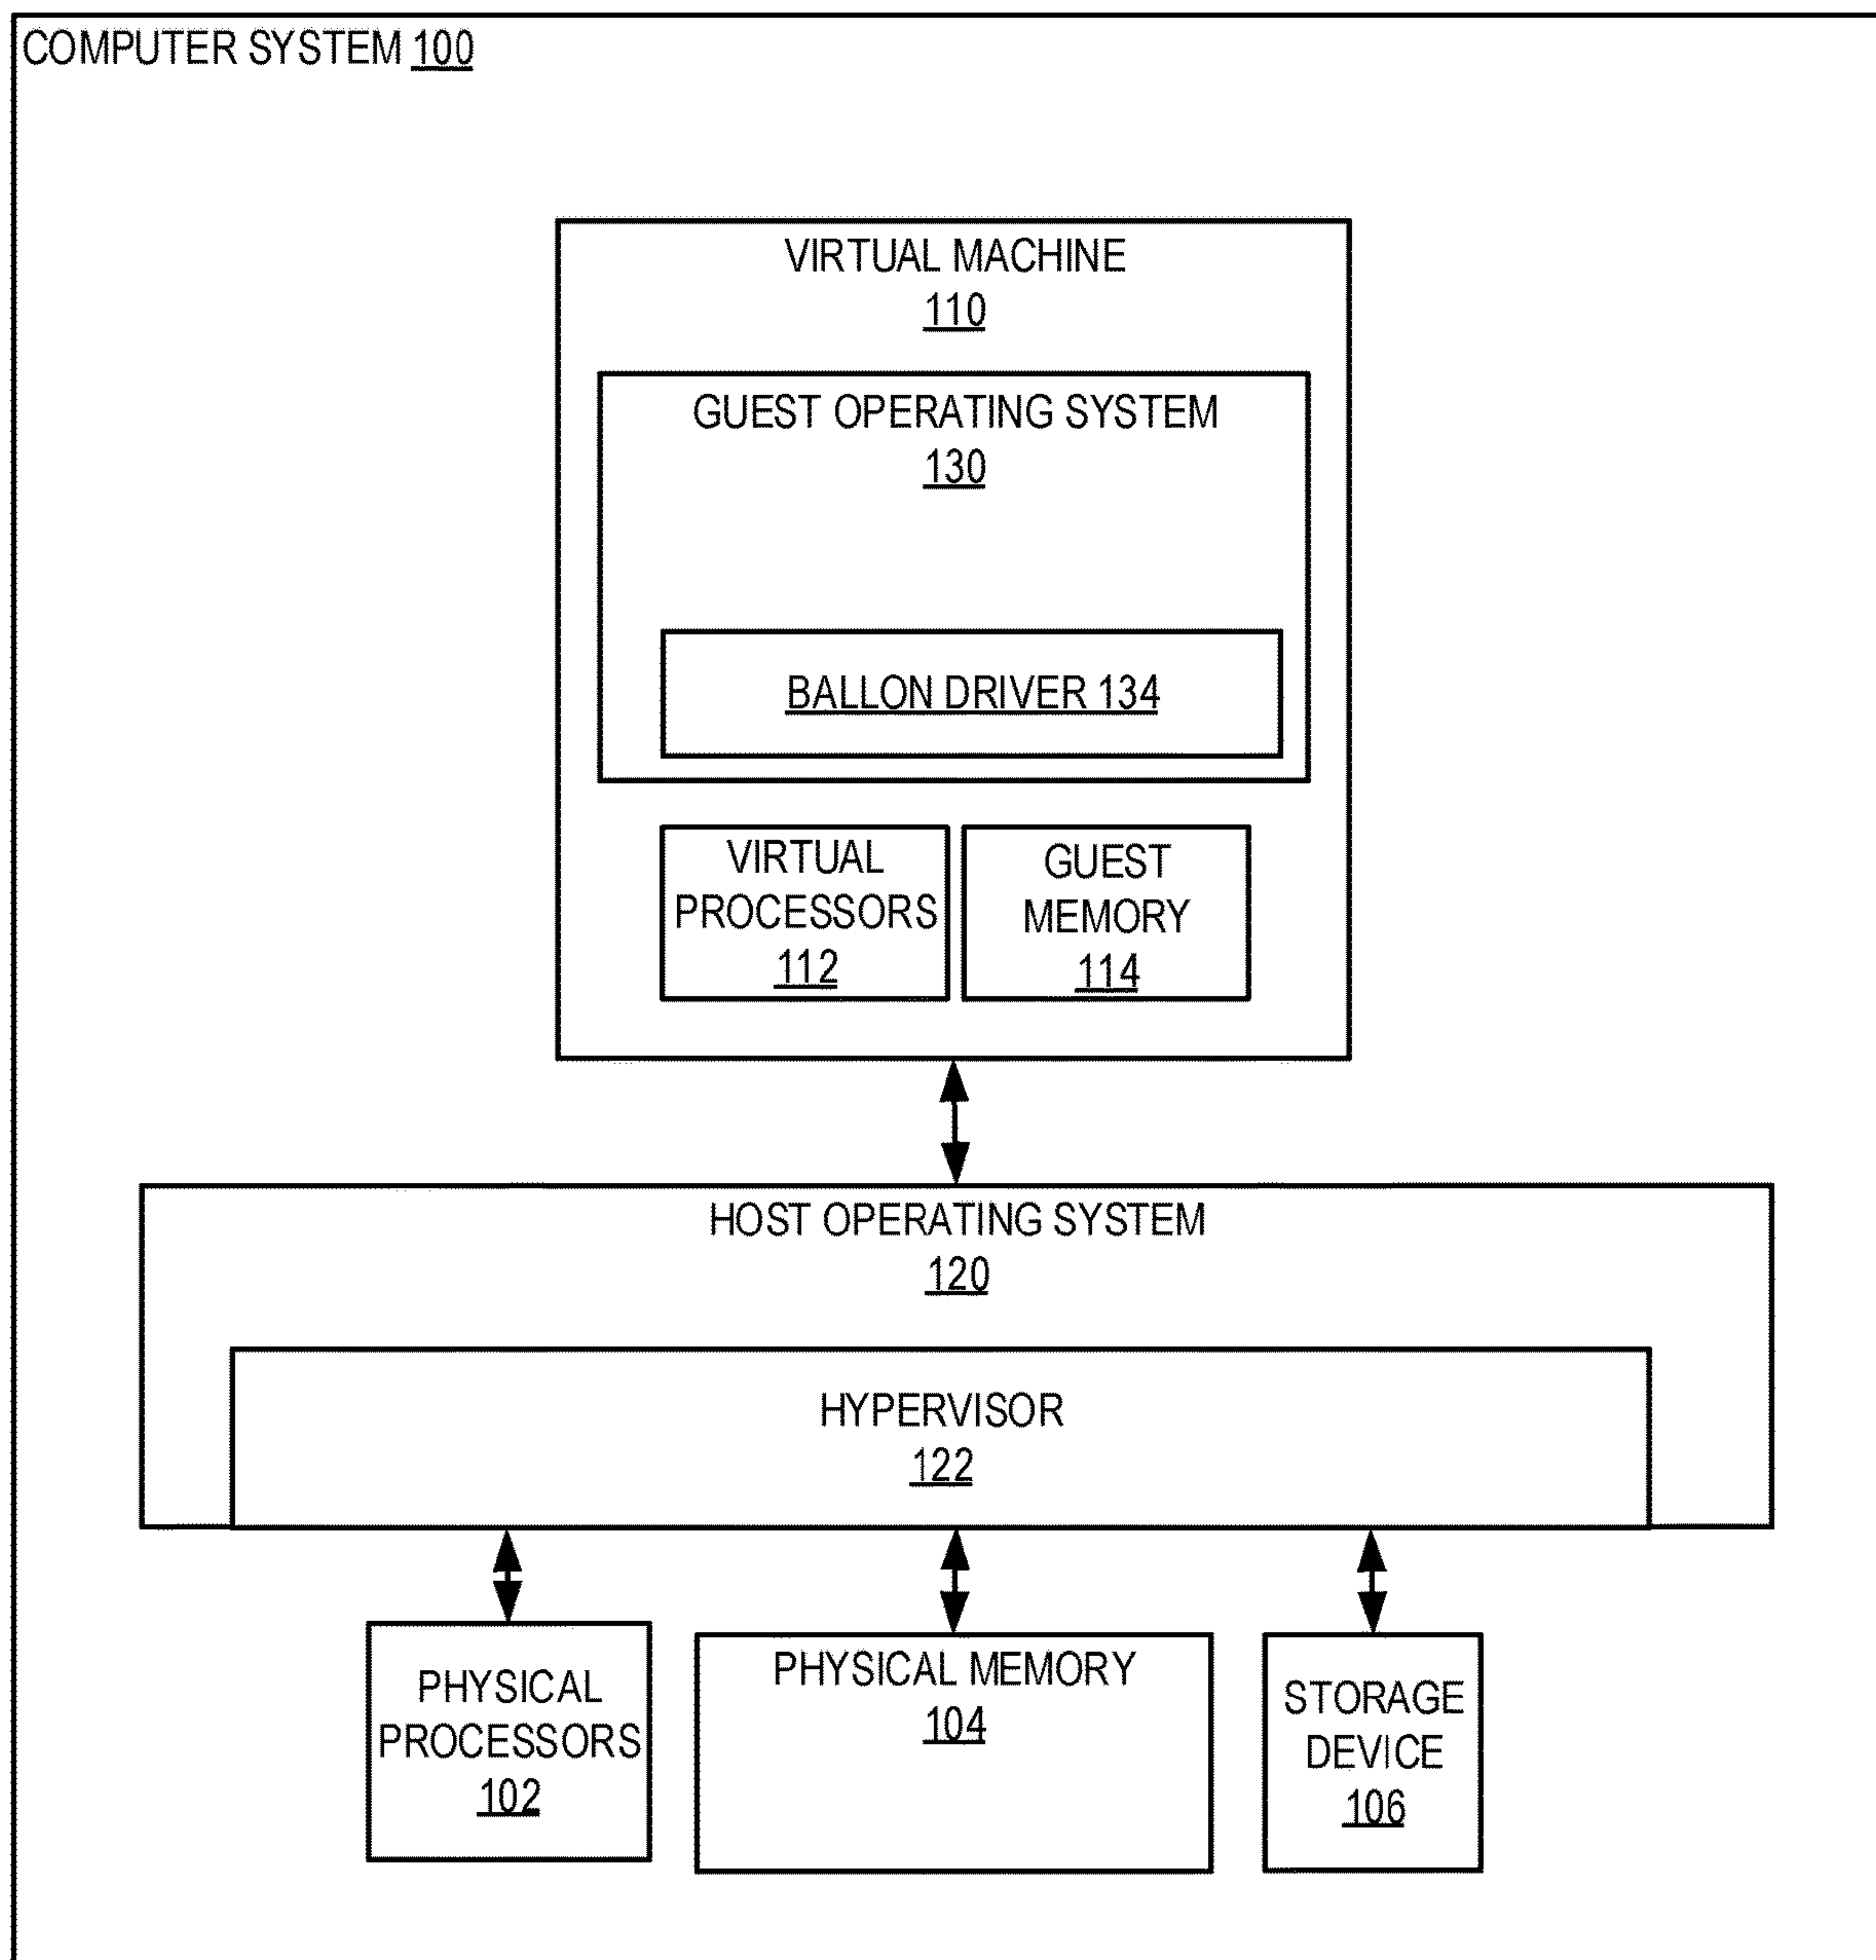 COMPUTER SYSTEM 100
VIRTUAL MACHINE
110
GUEST OPERATING SYSTEM
130
BALLON DRIVER 134
VIRTUAL
PROCESSORS
112
GUEST
MEMORY
114
HOST OPERATING SYSTEM
120
HYPERVISOR
122
PHYSICAL
PROCESSORS
102
PHYSICAL MEMORY
104
STORAGE
DEVICE
106